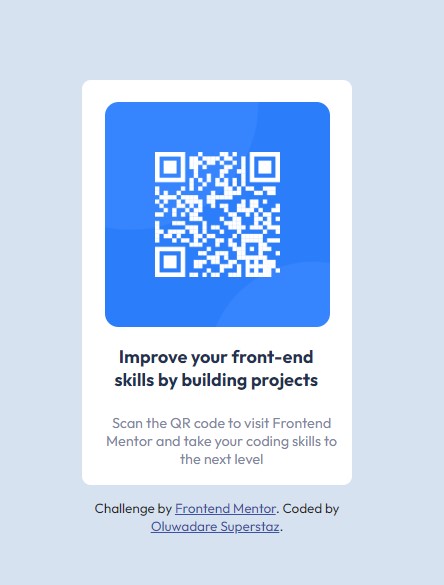 Improve your front-end
skills by building projects
Scan the QR code to visit Frontend
Mentor and take your coding skills to
the next level
Challenge by Frontend Mentor. Coded by
Oluwadare Superstaz.